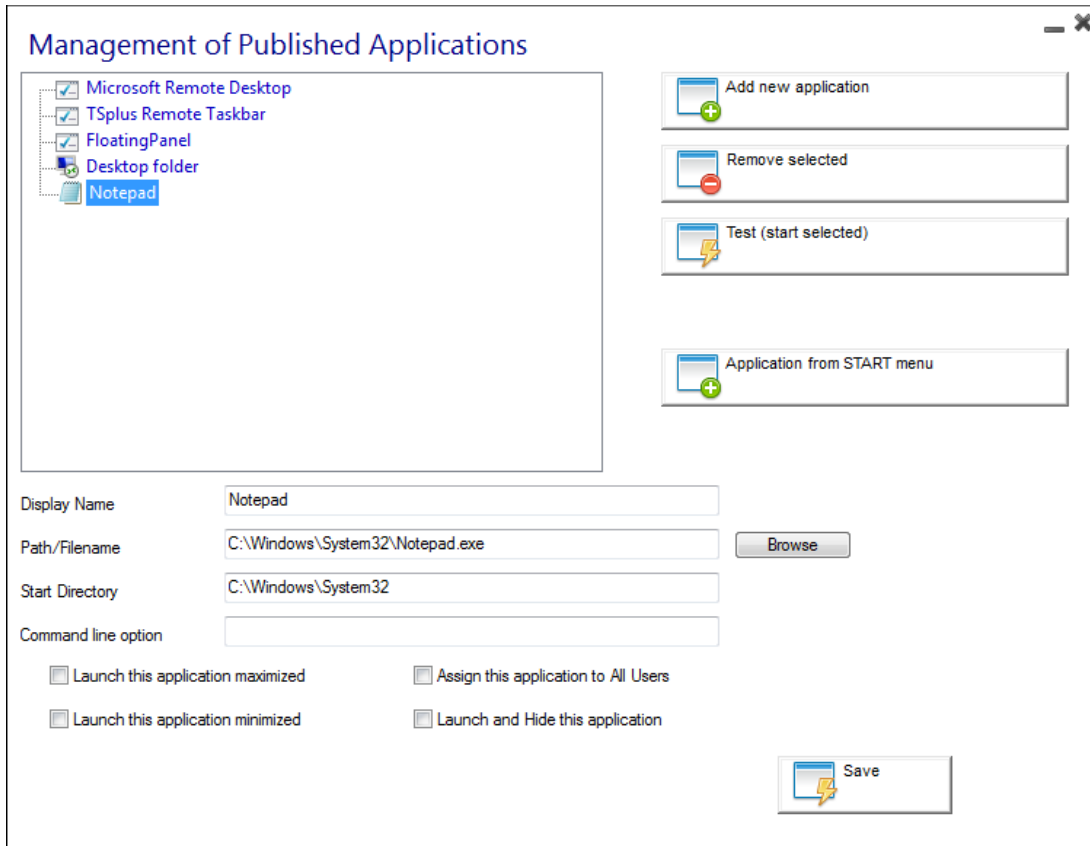 Management of Published Applications
Microsoft Remote Desktop
TSplus Remote Taskbar
FloatingPanel
Desktop folder
Notepad
Add new application
Remove selected
Test (start selected)
Application from START menu
Display Name
Notepad
Path/Filename
C:\Windows\System32\Notepad.exe
Browse
Start Directory
C:\Windows\System32
Command line option
Launch this application maximized
Assign this application to All Users
Launch this application minimized
Launch and Hide this application
Save